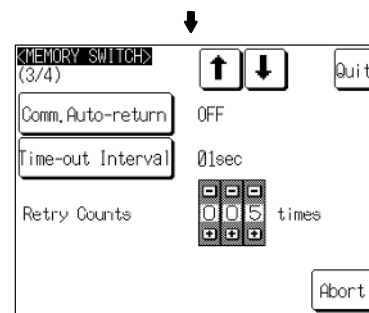 <MEMORY SWITCH>
(3/4)
Quit
Comm.Auto-return OFF
Time-out Interval 01sec
Retry Counts 005 times
Abort